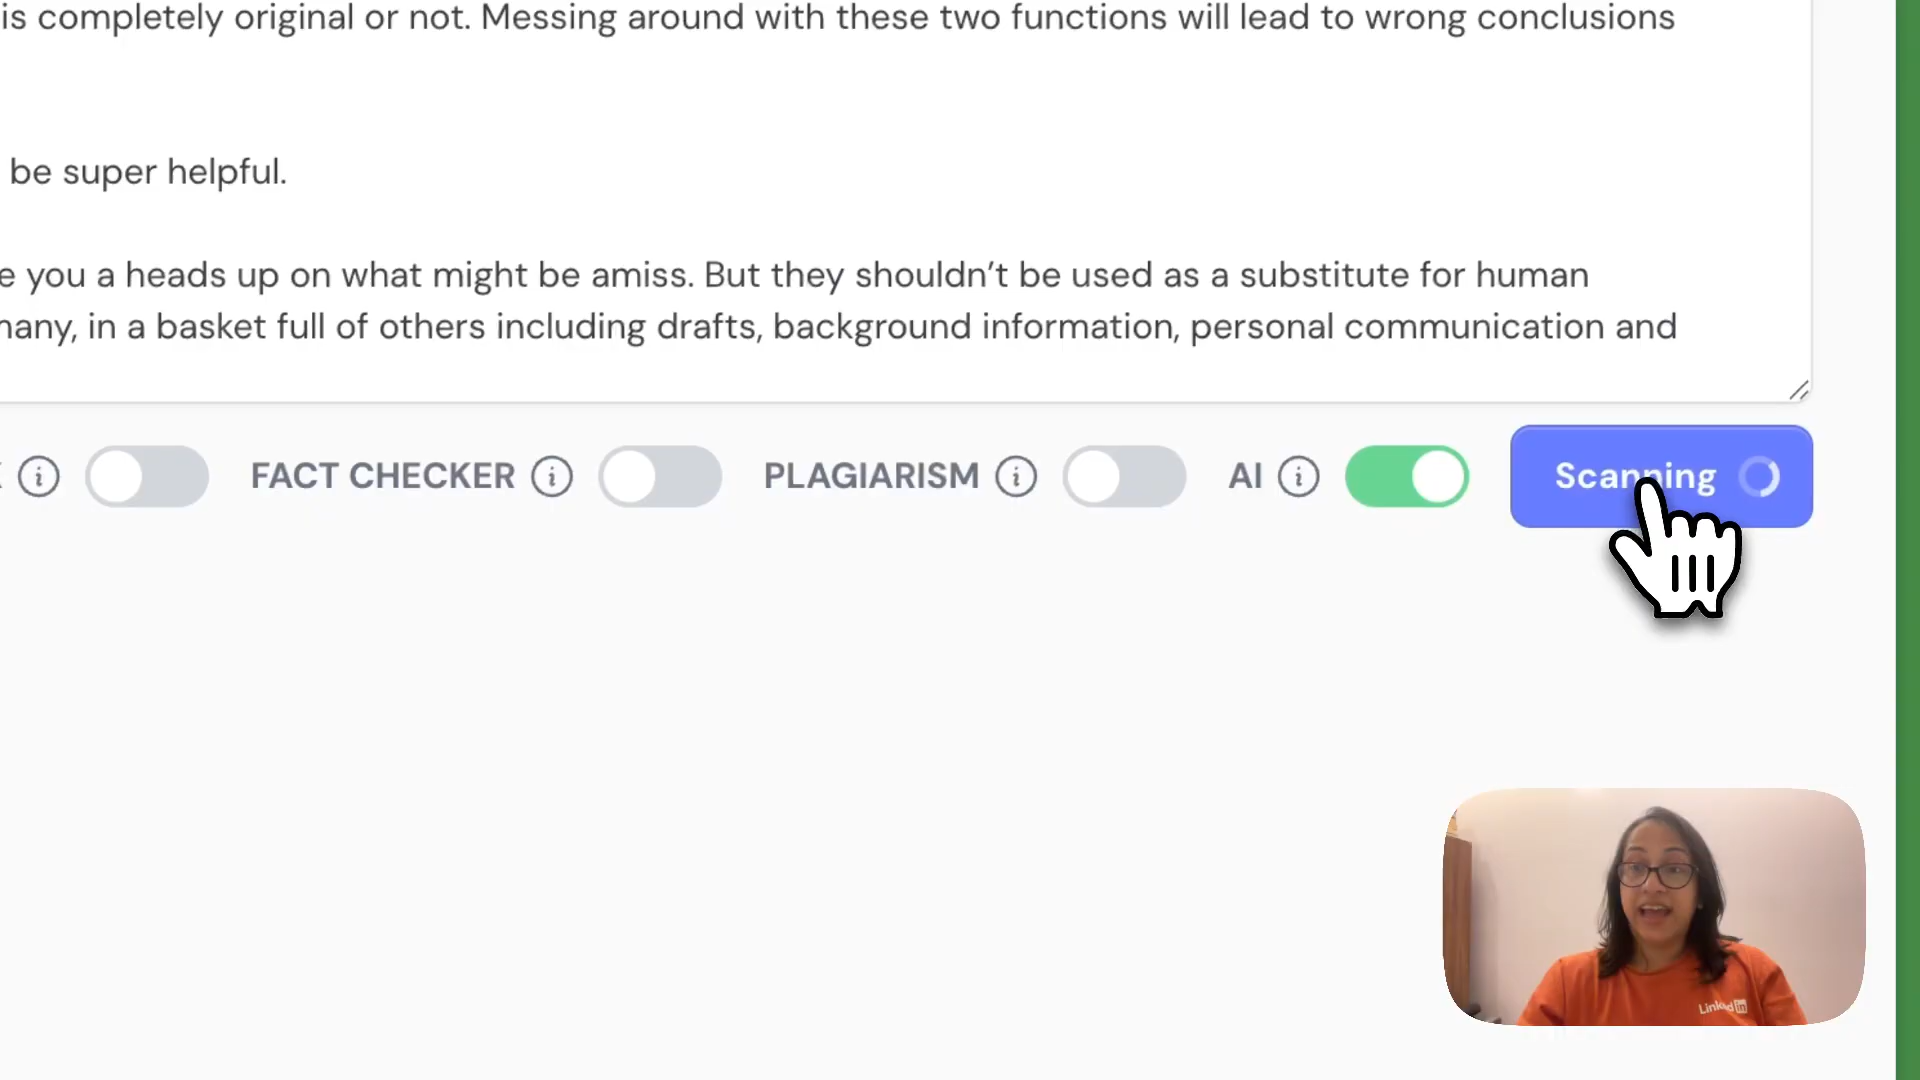 is completely original or not. Messing around with these two functions will lead to wrong conclusions
be super helpful.
you a heads up on what might be amiss. But they shouldn't be used as a substitute for human
in a basket full of others including drafts, background information, personal communication and
FACT CHECKER PLAGIARISM AI Scanning
Linked in